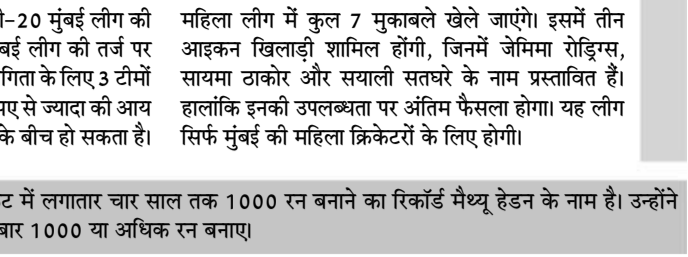 –20 मुंबई लीग की
लीग की तर्ज पर
के लिए 3 टीमों
से ज्यादा की आय
के बीच हो सकता है।
महिला लीग में कुल 7 मुकाबले खेले जाएंगे। इसमें तीन
आइकन खिलाड़ी शामिल होंगी, जिनमें जेमिमा रोड्रिग्स,
सायमा ठाकोर और सयाली सतघरे के नाम प्रस्तावित हैं।
हालांकि इनकी उपलब्धता पर अंतिम फैसला होगा। यह लीग
सिर्फ मुंबई की महिला क्रिकेटरों के लिए होगी।
में लगातार चार साल तक 1000 रन बनाने का रिकॉर्ड मैथ्यू हेडन के नाम है। उन्होंने
बार 1000 या अधिक रन बनाए।